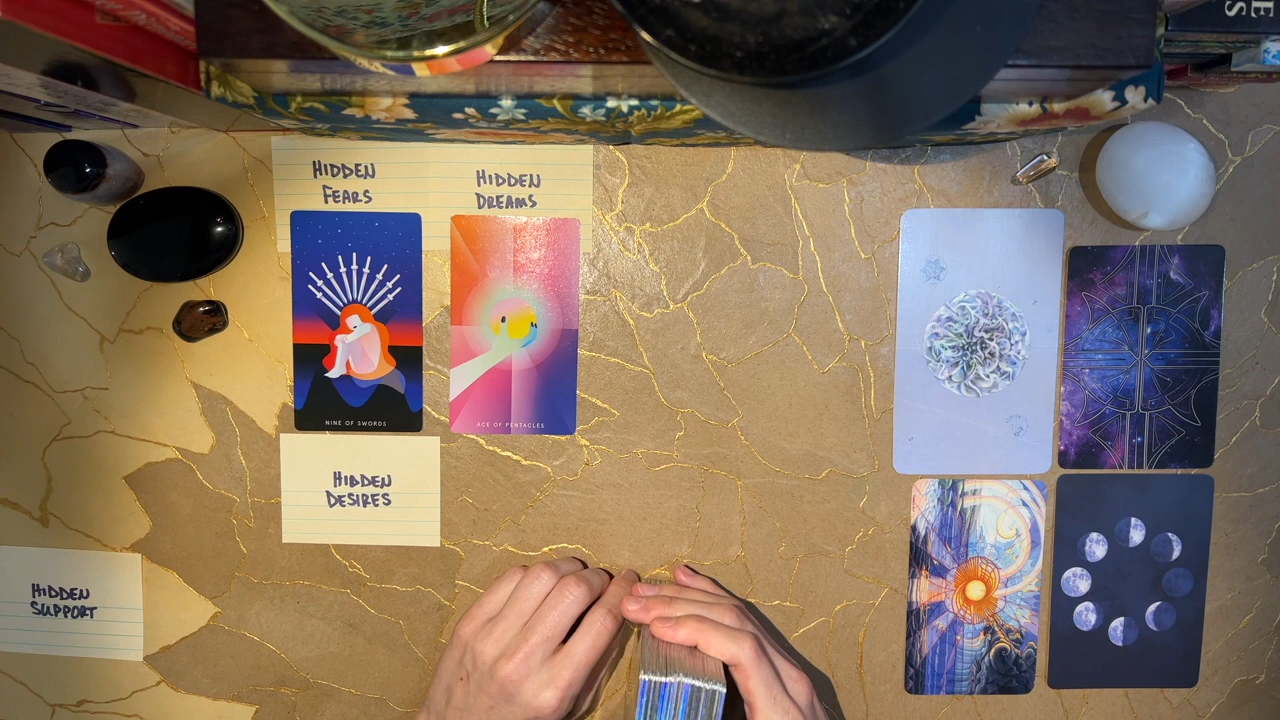 HIDDEN
FEARS
HIDDEN
DREAMS
NINE OF SWORDS
ACE OF PENTACLES
HIDDEN
DESIRES
HIDDEN
SUPPORT